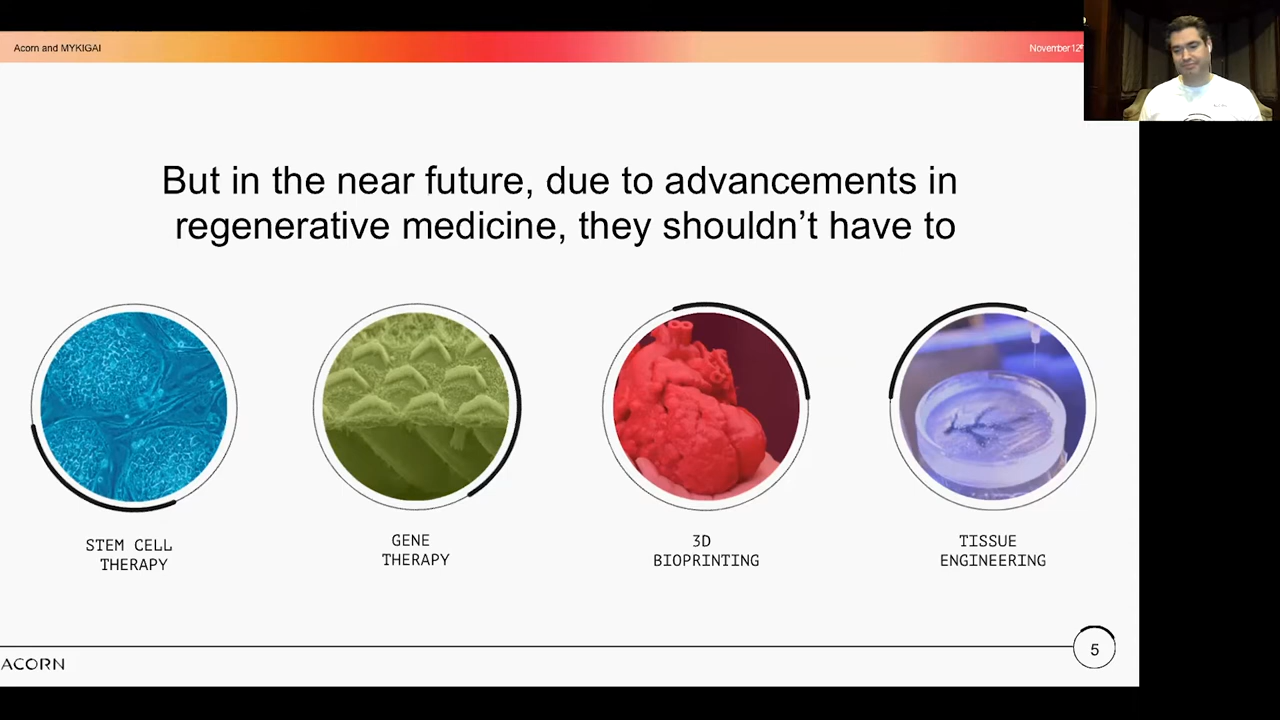 Acorn and MYKIGAI
November 12
But in the near future, due to advancements in
regenerative medicine, they shouldn't have to
STEM CELL
THERAPY
GENE
THERAPY
3D
BIOPRINTING
TISSUE
ENGINEERING
ACORN
5